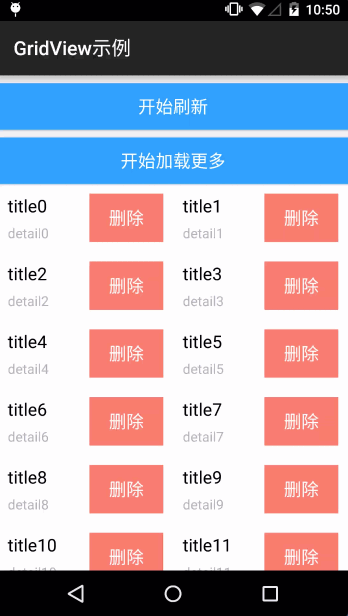 10:50
GridView示例
开始刷新
开始加载更多
title0 删除 title1 删除
detail0 detail1
title2 删除 title3 删除
detail2 detail3
title4 删除 title5 删除
detail4 detail5
title6 删除 title7 删除
detail6 detail7
title8 删除 title9 删除
detail8 detail9
title10 删除 title11 删除
detail10 detail11